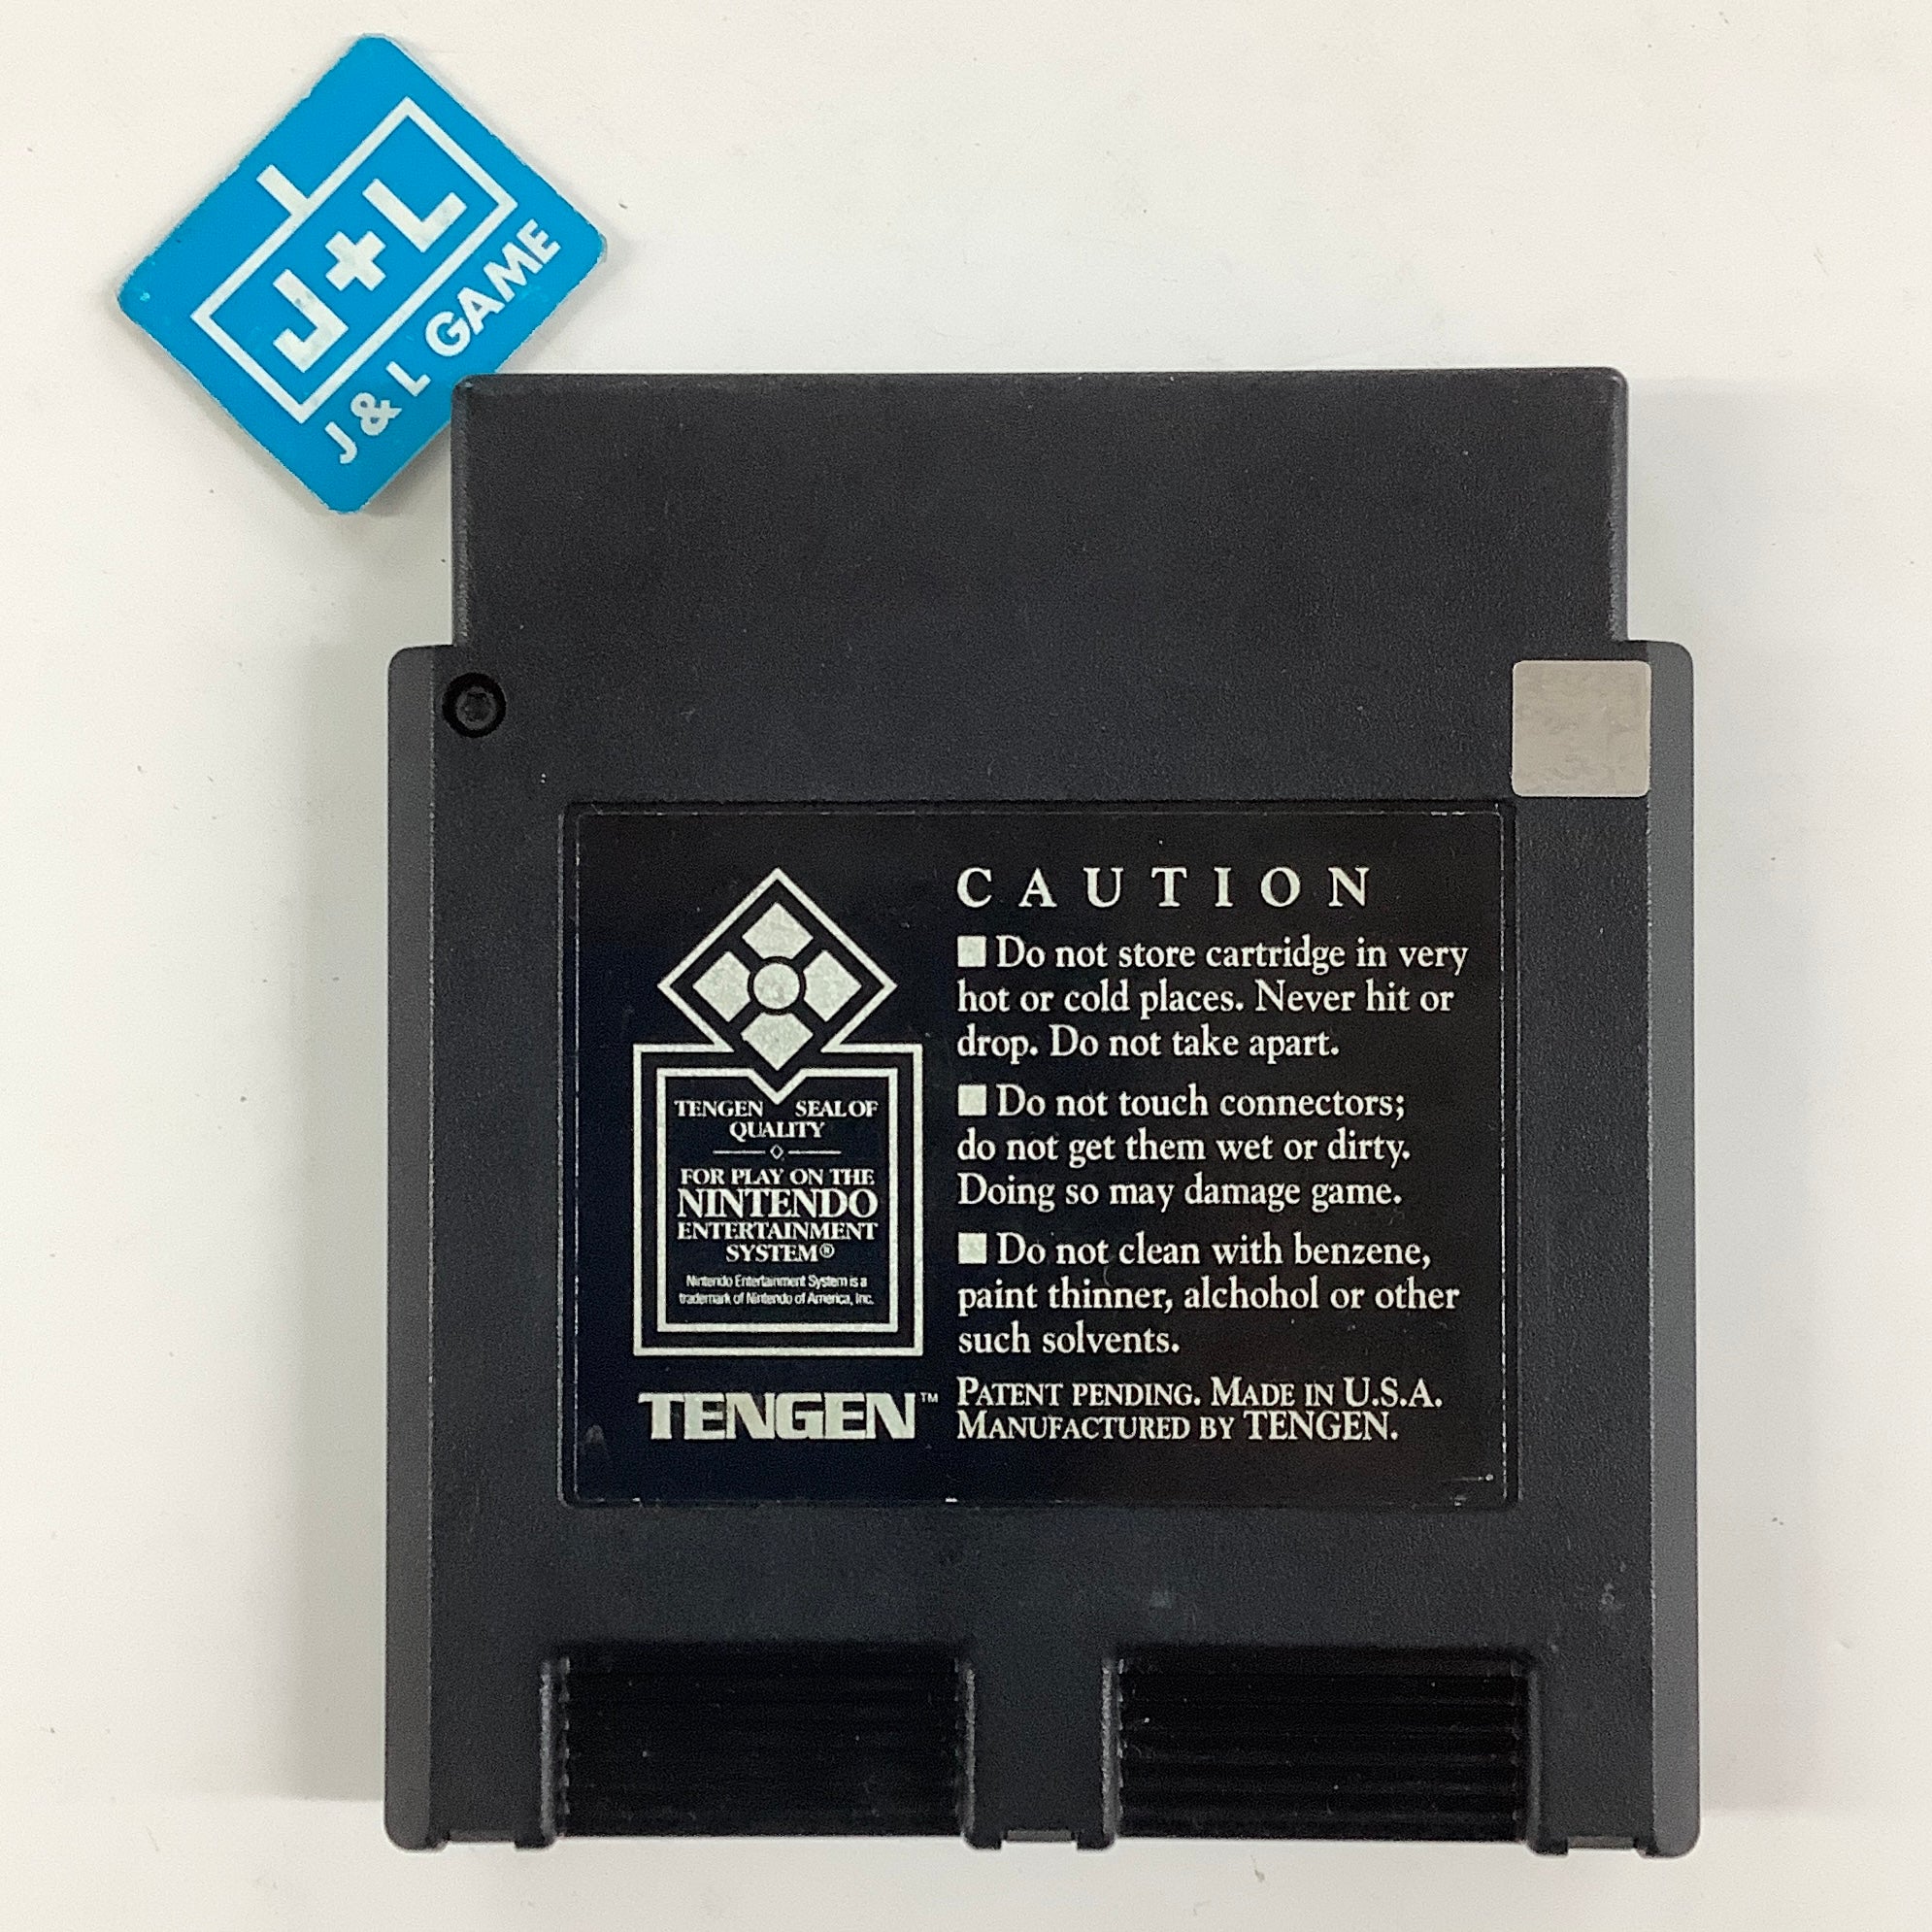 J+L
J & L GAME
TENGEN SEAL OF
QUALITY
FOR PLAY ON THE
NINTENDO
ENTERTAINMENT
SYSTEM®
Nintendo Entertainment System is a
trademark of Nintendo of America, Inc.
TENGEN™
CAUTION
■ Do not store cartridge in very
hot or cold places. Never hit or
drop. Do not take apart.
■ Do not touch connectors;
do not get them wet or dirty.
Doing so may damage game.
■ Do not clean with benzene,
paint thinner, alchohol or other
such solvents.
PATENT PENDING. MADE IN U.S.A.
MANUFACTURED BY TENGEN.